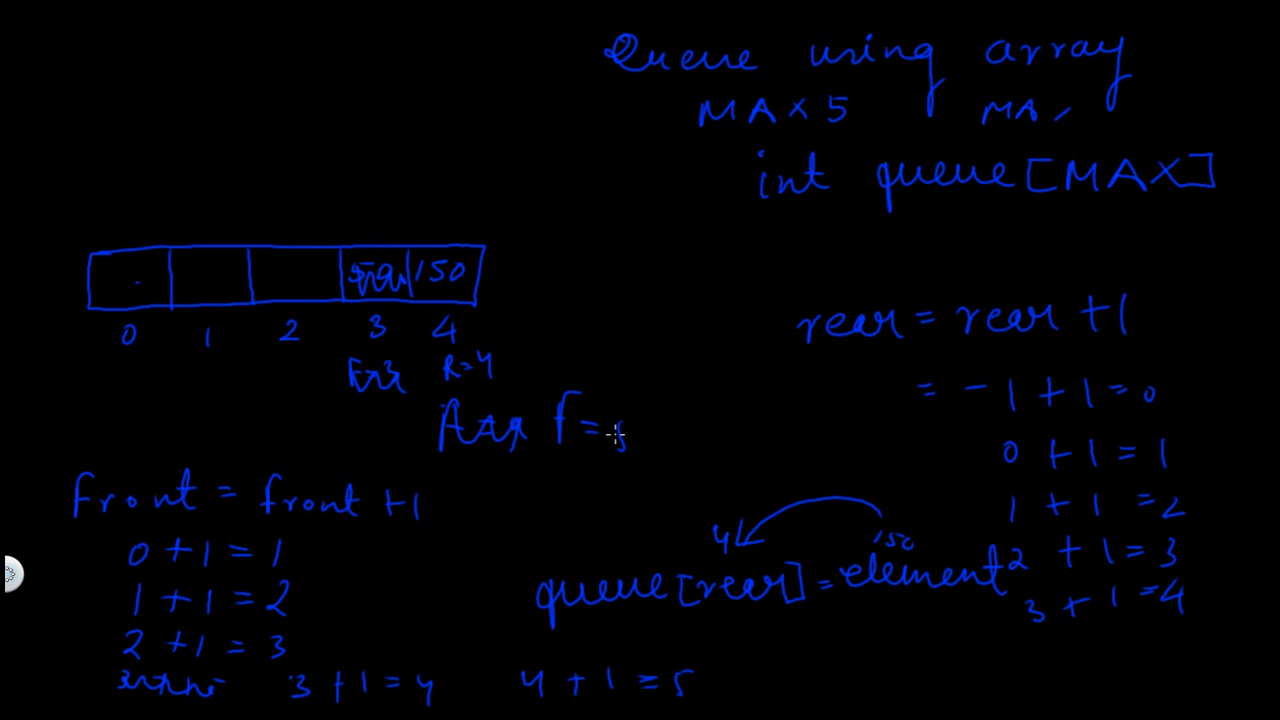 Queue using array
MAX 5 MA
int queue[MAX]
150
0 1 2 3 4
R=4
f=5
rear = rear +1
= -1 + 1 = 0
0 + 1 = 1
1 + 1 = 2
2 + 1 = 3
3 + 1 = 4
front = front +1
0 + 1 = 1
1 + 1 = 2
2 + 1 = 3
3 + 1 = 4
4 + 1 = 5
4 150
queue[rear] = element